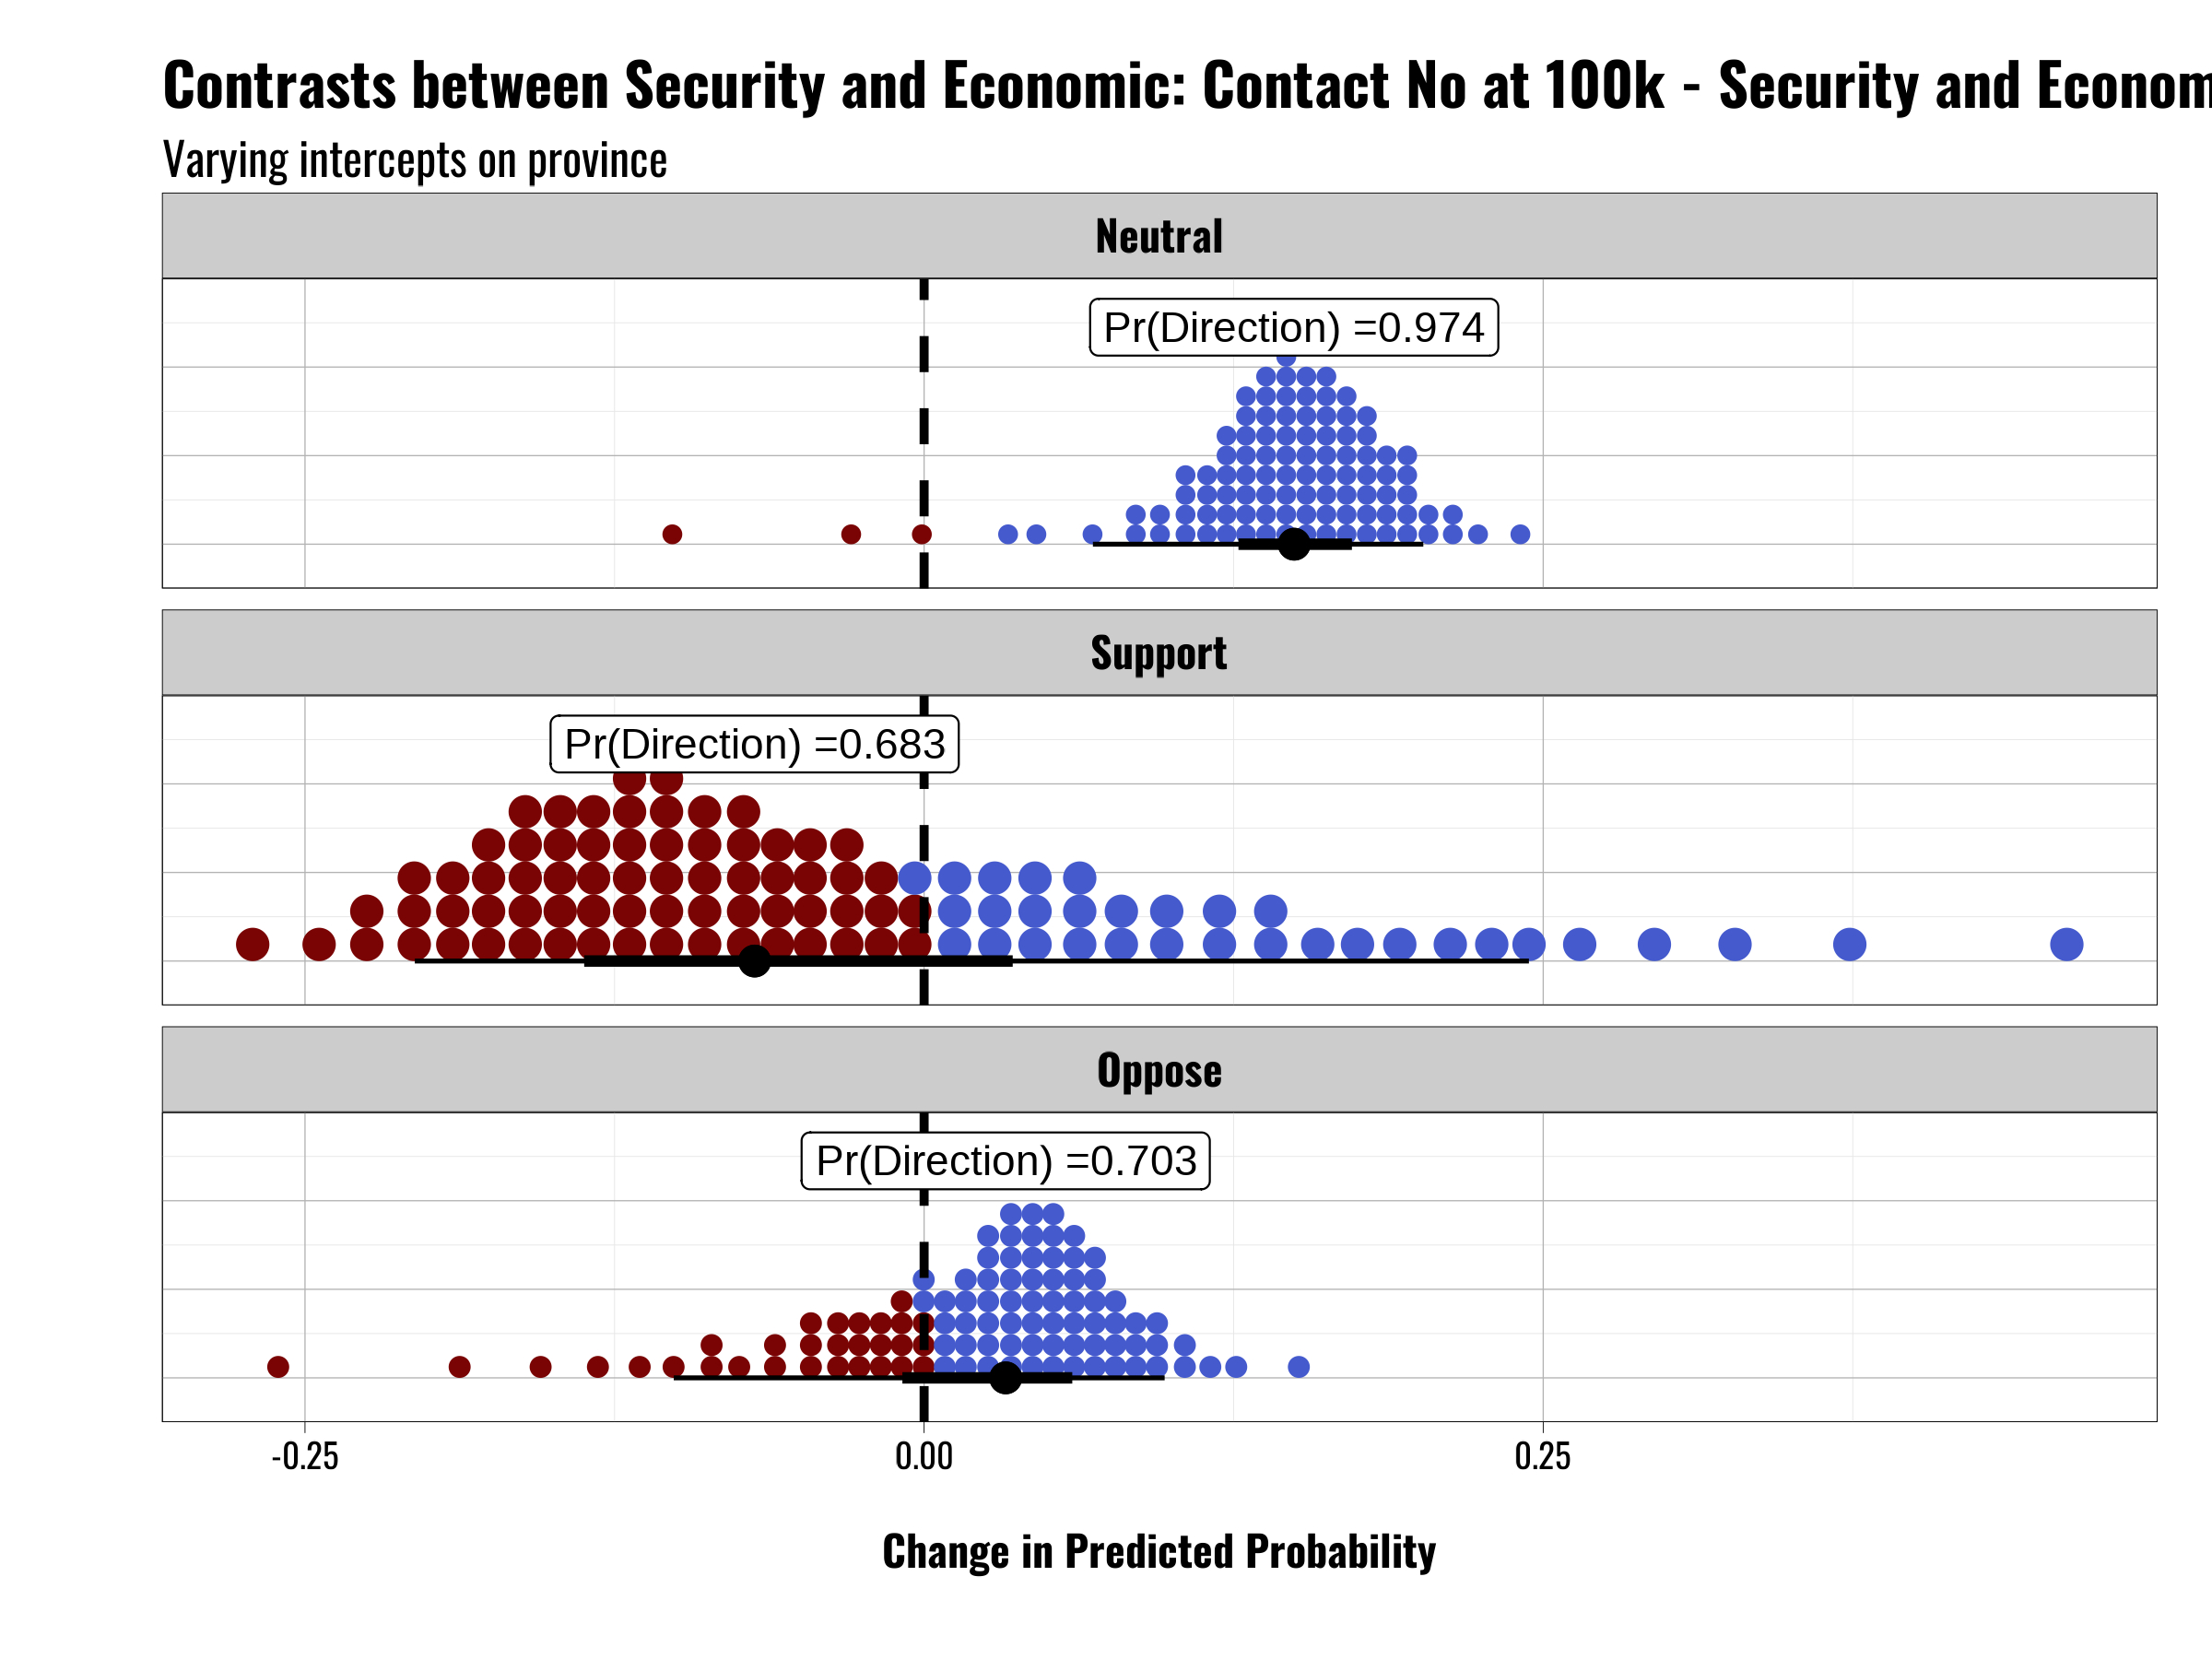 Contrasts between Security and Economic: Contact No at 100k - Security and Econom
Varying intercepts on province
Neutral
Pr(Direction) =0.974
Support
Pr(Direction) =0.683
Oppose
Pr(Direction) =0.703
-0.25 0.00 0.25
Change in Predicted Probability